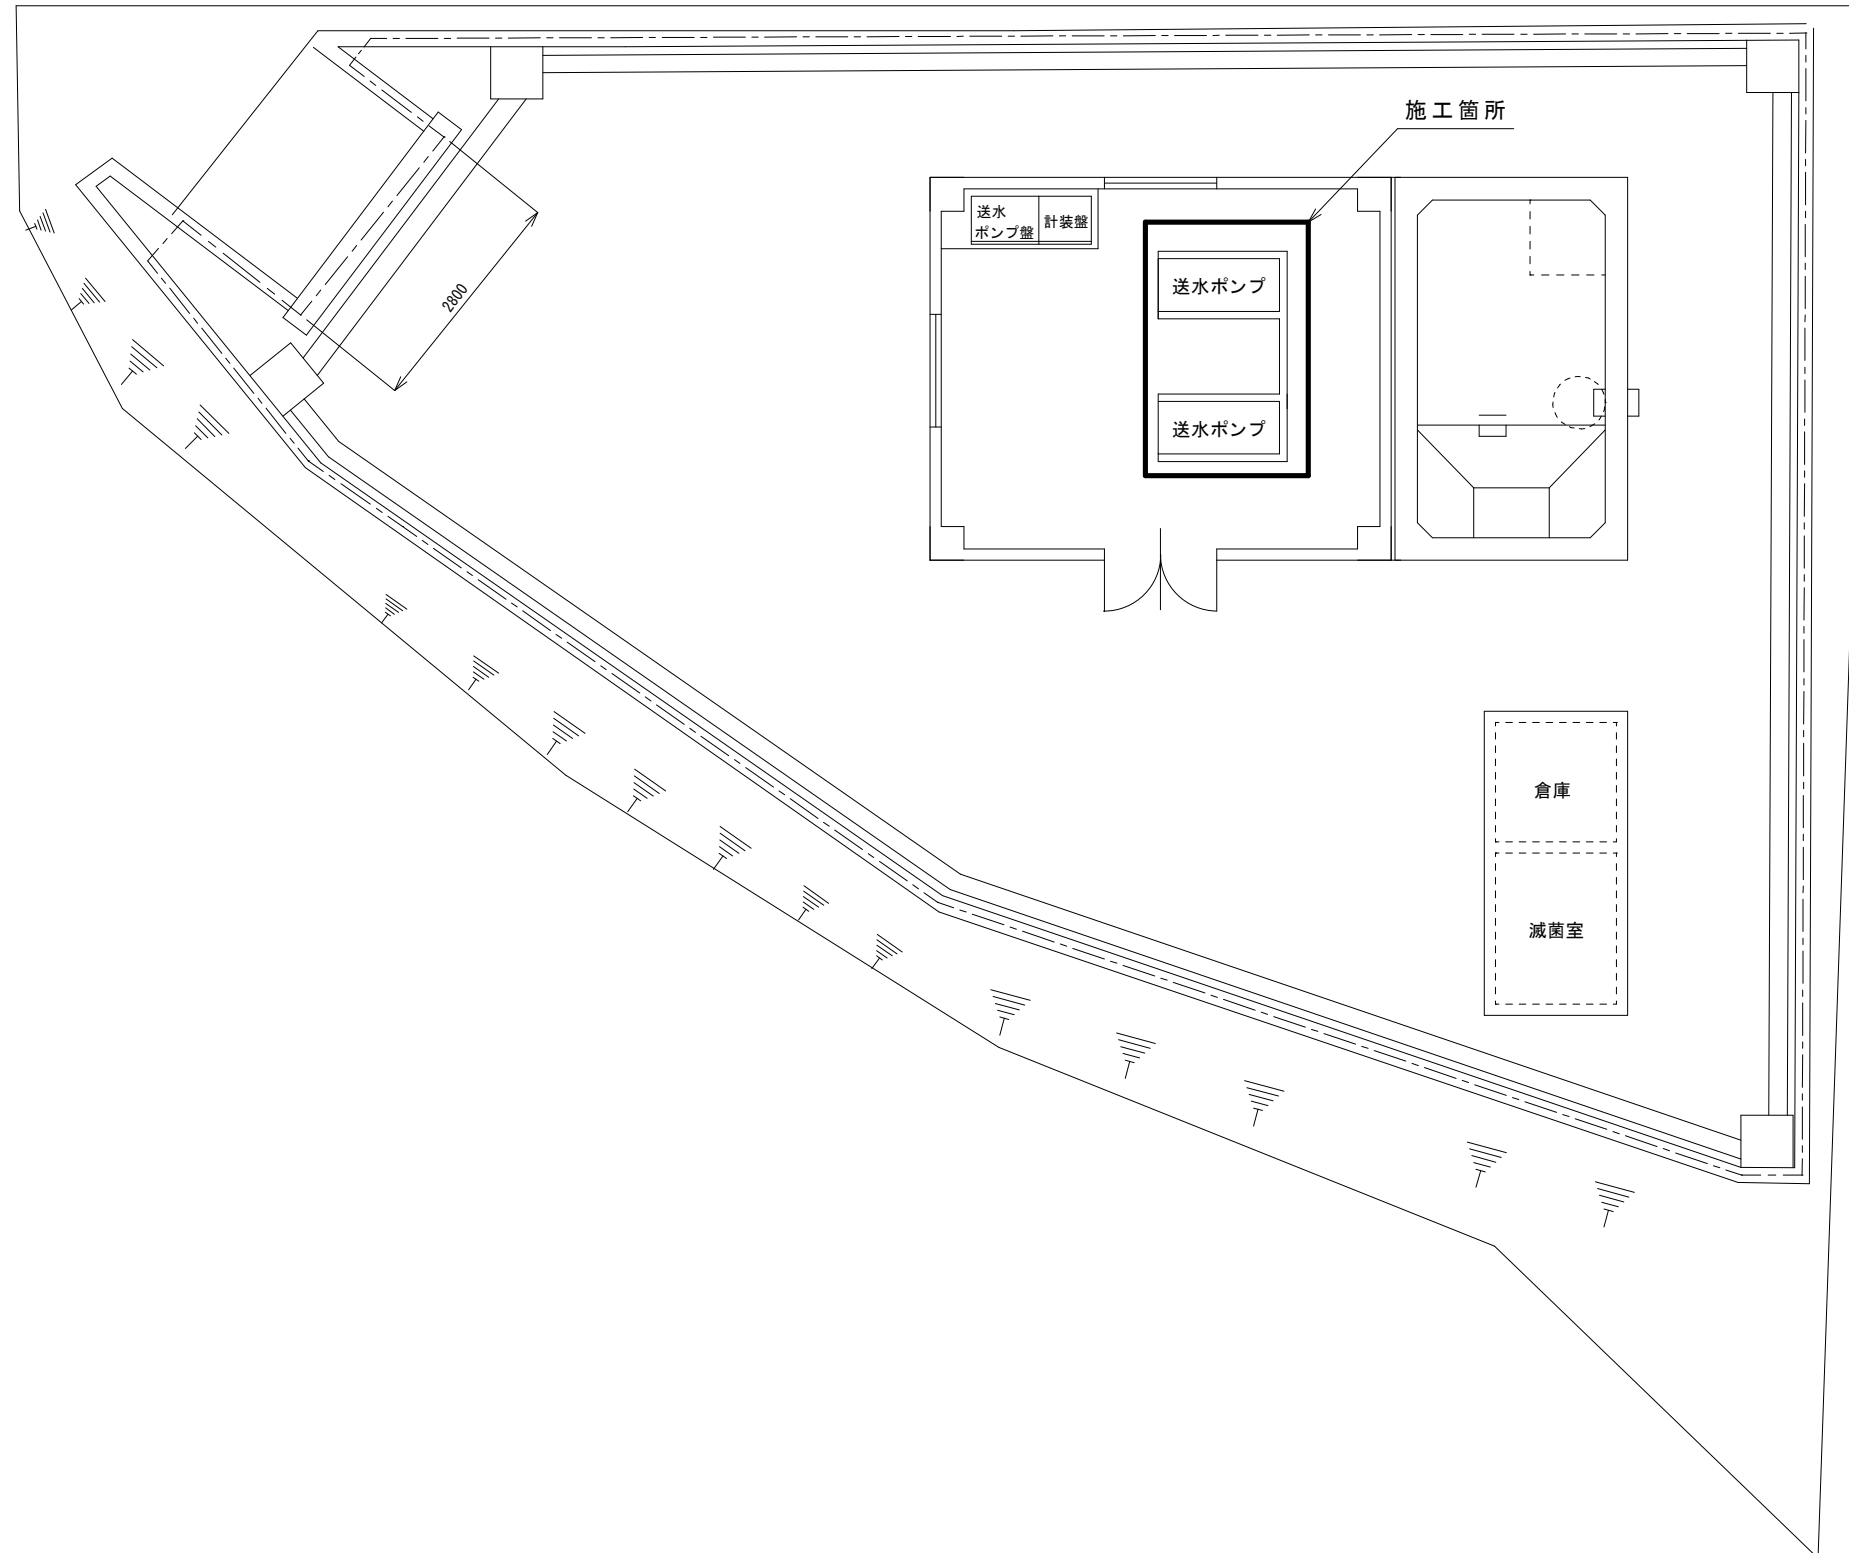 施工箇所
送水
ポンプ盤
計装盤
送水ポンプ
2800
送水ポンプ
倉庫
滅菌室